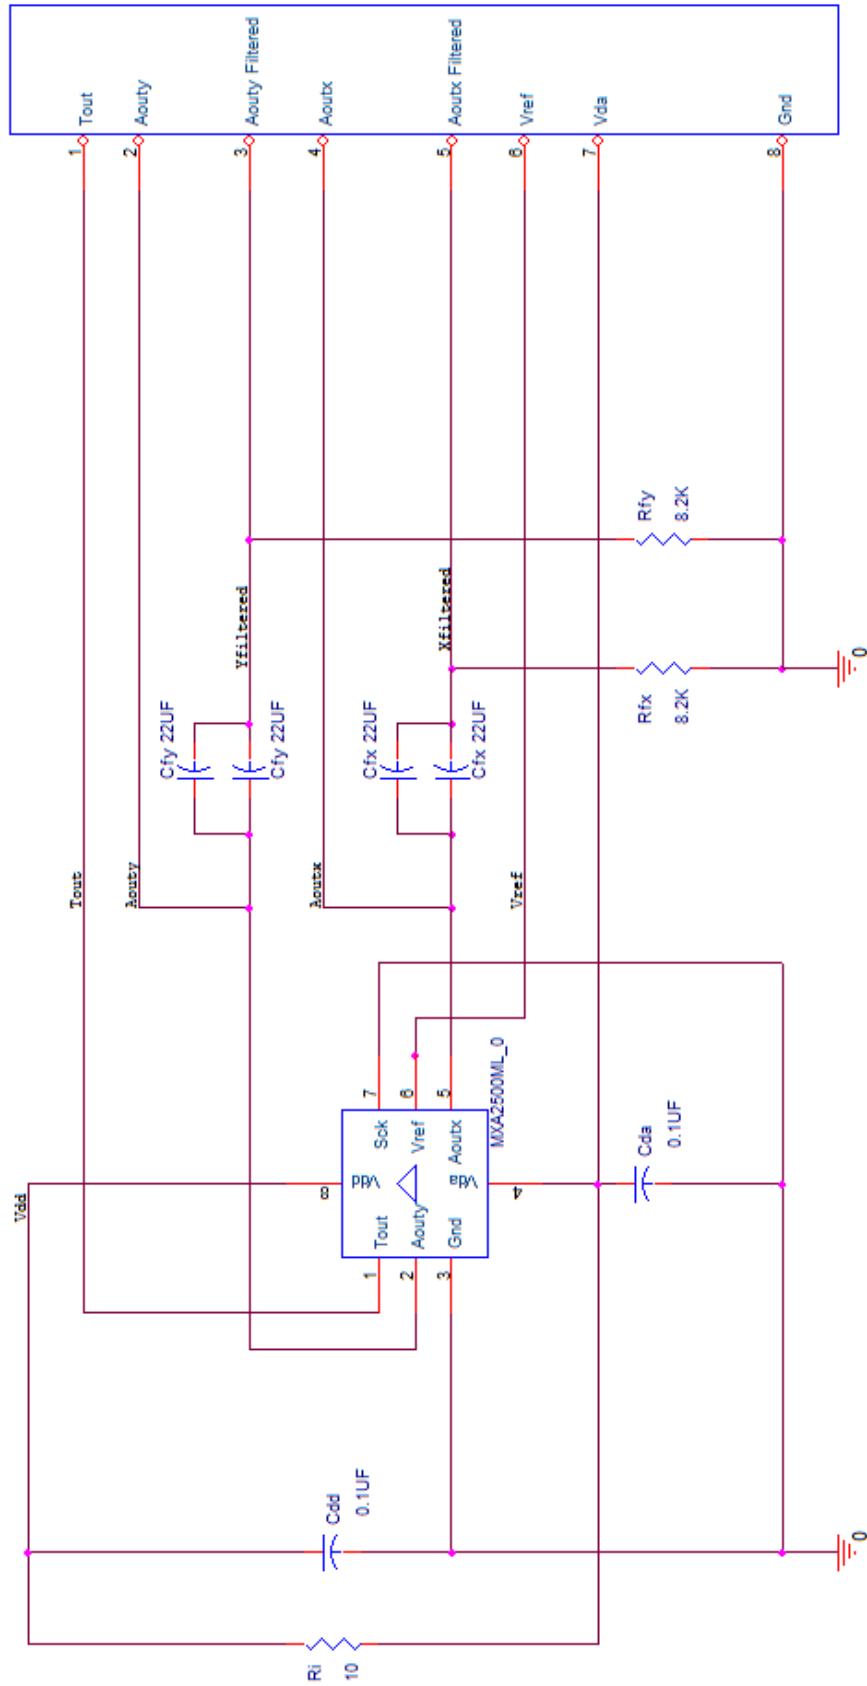 Tout
Aouty
Aouty Filtered
Aoutx
Aoutx Filtered
Vref
Vda
Gnd
1
2
3
4
5
6
7
8
Tout
Aouty
Yfiltered
Aoutx
Xfiltered
Vref
Vdd
Cfy 22UF
Cfy 22UF
Cfx 22UF
Cfx 22UF
Rfy
8.2K
Rfx
8.2K
0
MXA2500ML_0
7
6
5
Sck
Vref
Aoutx
8
Vdd
Vda
4
Tout
Aouty
Gnd
1
2
3
Cda
0.1UF
Cdd
0.1UF
Ri
10
0